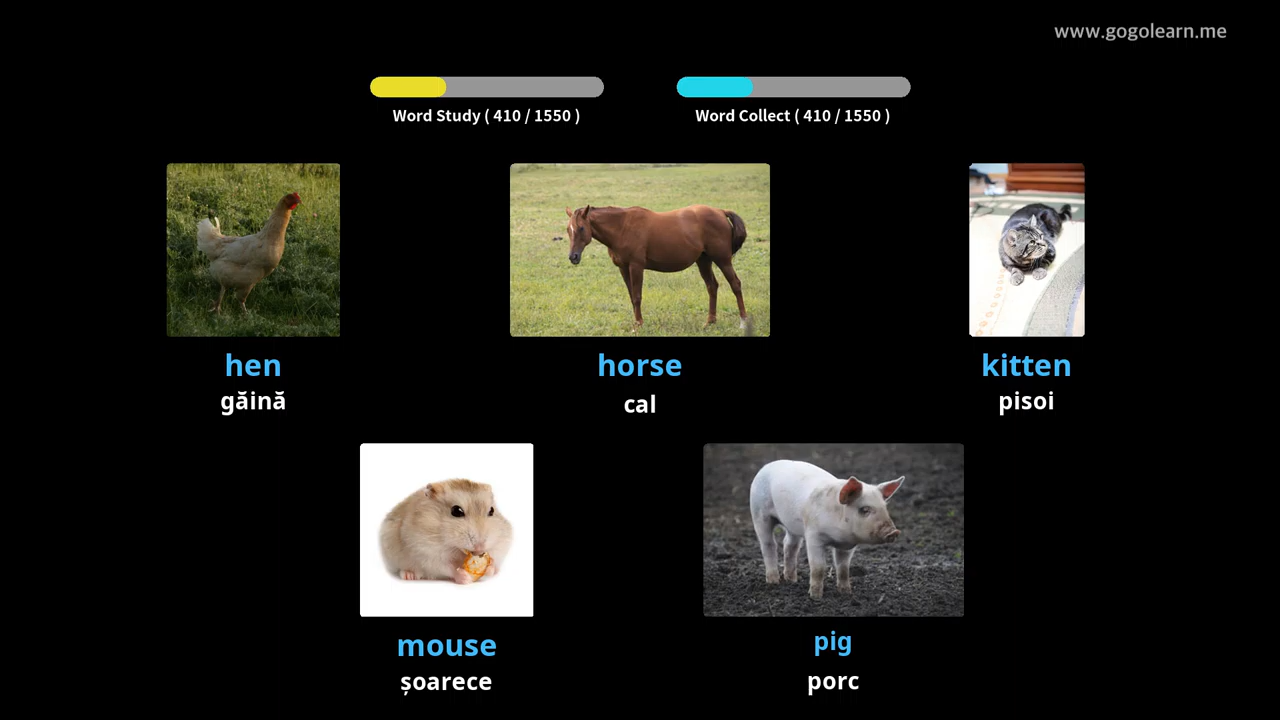 www.gogolearn.me
Word Study ( 410 / 1550 )
Word Collect ( 410 / 1550 )
hen
găină
horse
cal
kitten
pisoi
mouse
șoarece
pig
porc